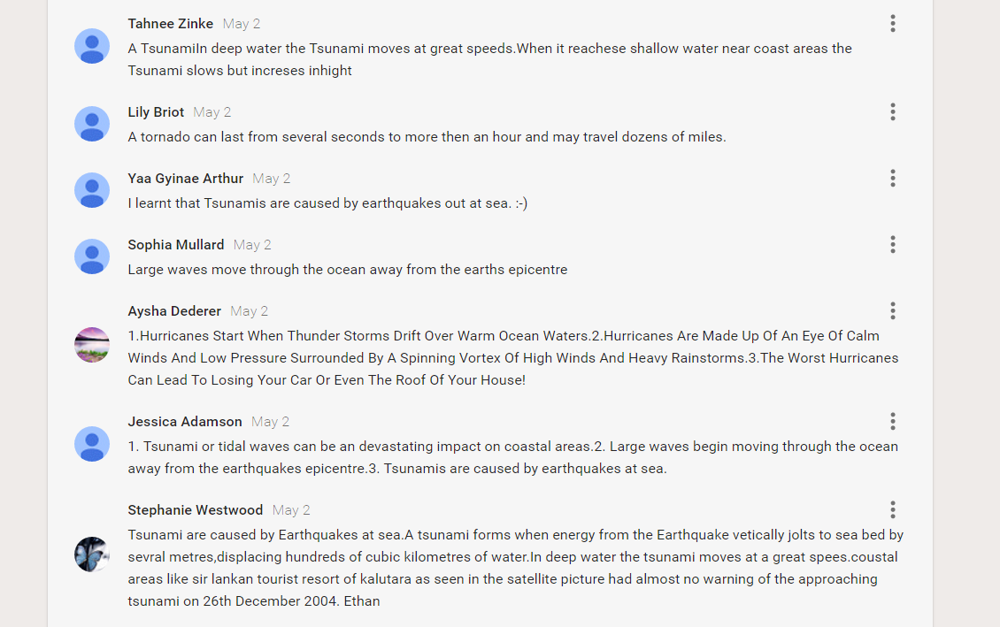 Tahnee Zinke May 2
A TsunamiIn deep water the Tsunami moves at great speeds.When it reachese shallow water near coast areas the
Tsunami slows but increses inhight
Lily Briot May 2
A tornado can last from several seconds to more then an hour and may travel dozens of miles.
Yaa Gyinae Arthur May 2
I learnt that Tsunamis are caused by earthquakes out at sea. :-)
Sophia Mullard May 2
Large waves move through the ocean away from the earths epicentre
Aysha Dederer May 2
1.Hurricanes Start When Thunder Storms Drift Over Warm Ocean Waters.2.Hurricanes Are Made Up Of An Eye Of Calm
Winds And Low Pressure Surrounded By A Spinning Vortex Of High Winds And Heavy Rainstorms.3.The Worst Hurricanes
Can Lead To Losing Your Car Or Even The Roof Of Your House!
Jessica Adamson May 2
1. Tsunami or tidal waves can be an devastating impact on coastal areas.2. Large waves begin moving through the ocean
away from the earthquakes epicentre.3. Tsunamis are caused by earthquakes at sea.
Stephanie Westwood May 2
Tsunami are caused by Earthquakes at sea.A tsunami forms when energy from the Earthquake vetically jolts to sea bed by
sevral metres,displacing hundreds of cubic kilometres of water.In deep water the tsunami moves at a great spees.coustal
areas like sir lankan tourist resort of kalutara as seen in the satellite picture had almost no warning of the approaching
tsunami on 26th December 2004. Ethan